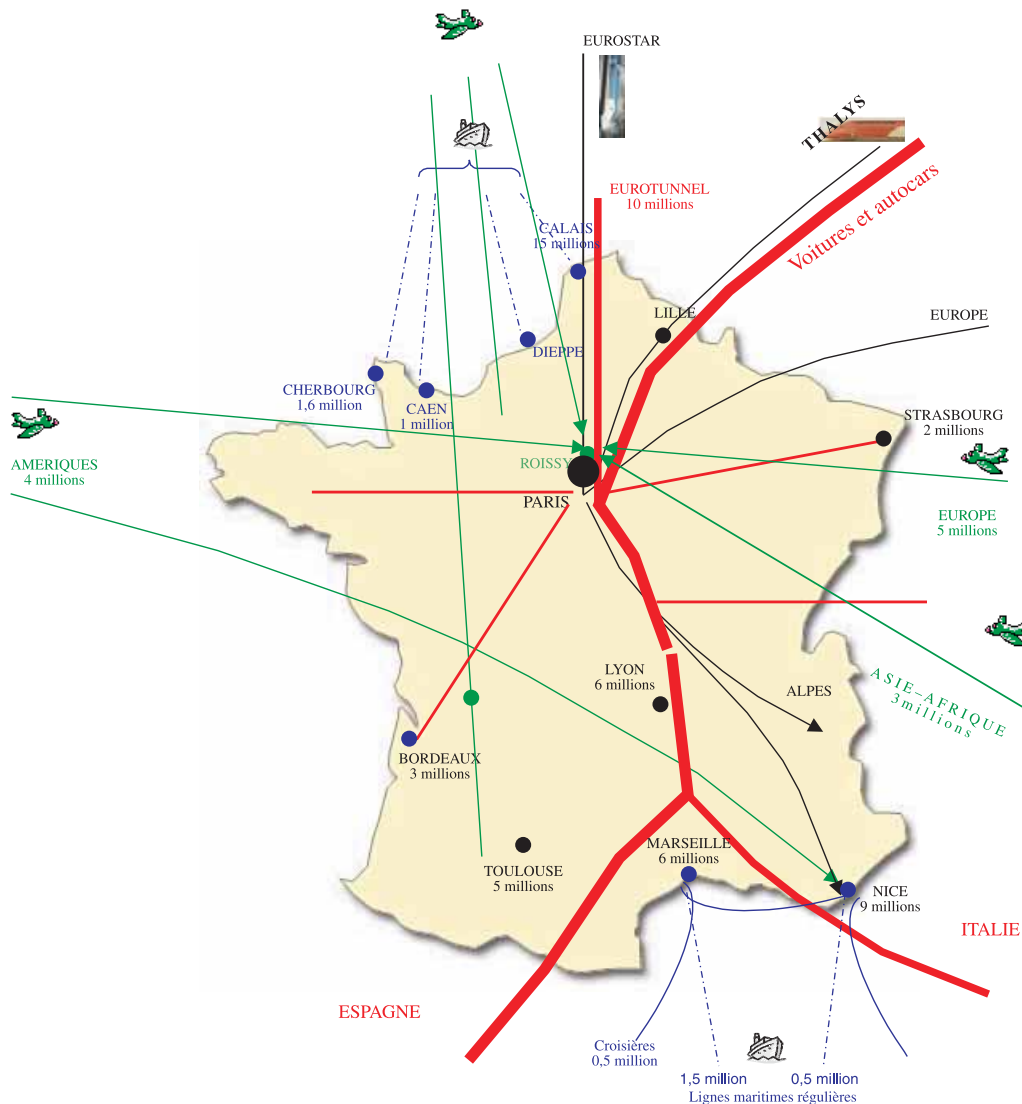 EUROSTAR
THALYS
EUROTUNNEL
10 millions
Voitures et autocars
CALAIS
15 millions
LILLE
EUROPE
DIEPPE
CHERBOURG
1,6 million
CAEN
1 million
STRASBOURG
2 millions
AMERIQUES
4 millions
ROISSY
PARIS
EUROPE
5 millions
LYON
6 millions
ALPES
ASIE–AFRIQUE
3 millions
BORDEAUX
3 millions
MARSEILLE
6 millions
TOULOUSE
5 millions
NICE
9 millions
ITALIE
ESPAGNE
Croisières
0,5 million
1,5 million
0,5 million
Lignes maritimes régulières